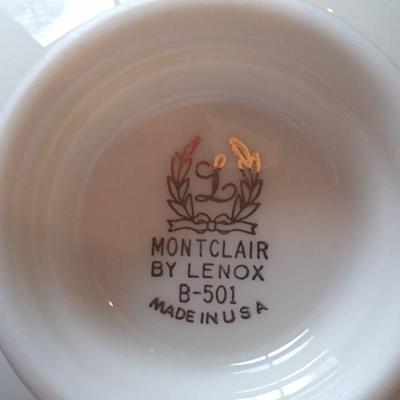 L
MONTCLAIR
BY LENOX
B-501
MADE IN USA